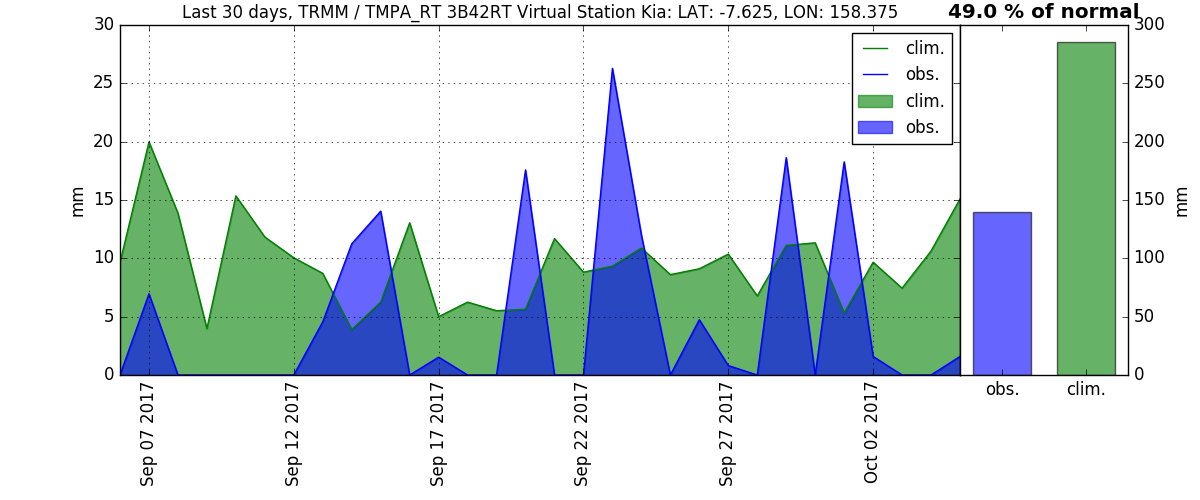 Last 30 days, TRMM / TMPA_RT 3B42RT Virtual Station Kia: LAT: -7.625, LON: 158.375
49.0 % of normal
30
25
20
15
10
5
0
mm
clim.
obs.
clim.
obs.
300
250
200
150
100
50
0
mm
obs.
clim.
Sep 07 2017
Sep 12 2017
Sep 17 2017
Sep 22 2017
Sep 27 2017
Oct 02 2017